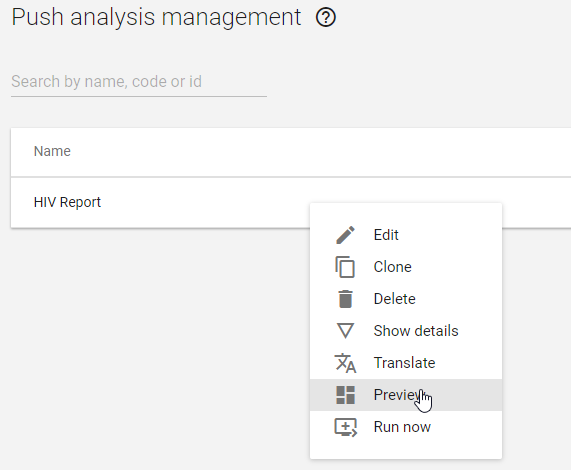 Push analysis management ?
Search by name, code or id
Name
HIV Report
Edit
Clone
Delete
Show details
Translate
Preview
Run now